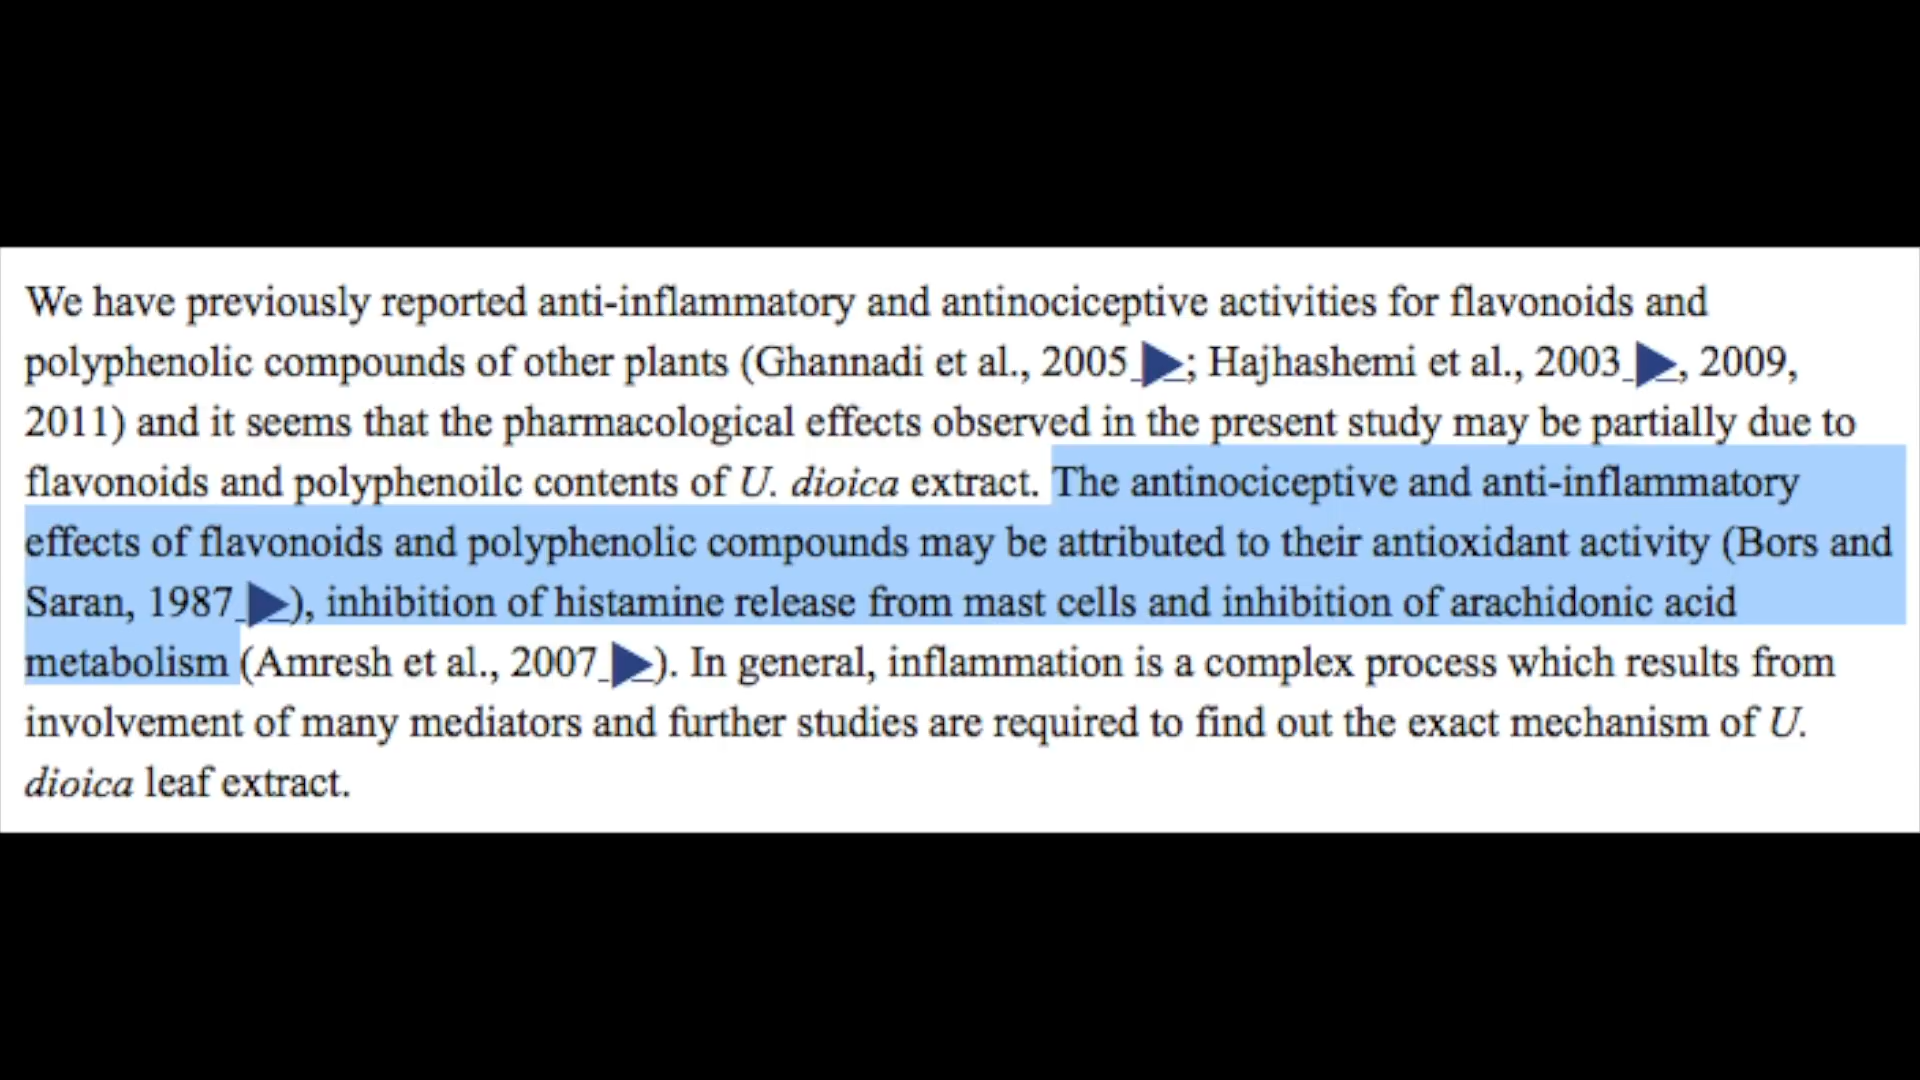 We have previously reported anti-inflammatory and antinociceptive activities for flavonoids and
polyphenolic compounds of other plants (Ghannadi et al., 2005 ▶; Hajhashemi et al., 2003 ▶, 2009,
2011) and it seems that the pharmacological effects observed in the present study may be partially due to
flavonoids and polyphenoilc contents of U. dioica extract. The antinociceptive and anti-inflammatory
effects of flavonoids and polyphenolic compounds may be attributed to their antioxidant activity (Bors and
Saran, 1987 ▶), inhibition of histamine release from mast cells and inhibition of arachidonic acid
metabolism (Amresh et al., 2007 ▶). In general, inflammation is a complex process which results from
involvement of many mediators and further studies are required to find out the exact mechanism of U.
dioica leaf extract.